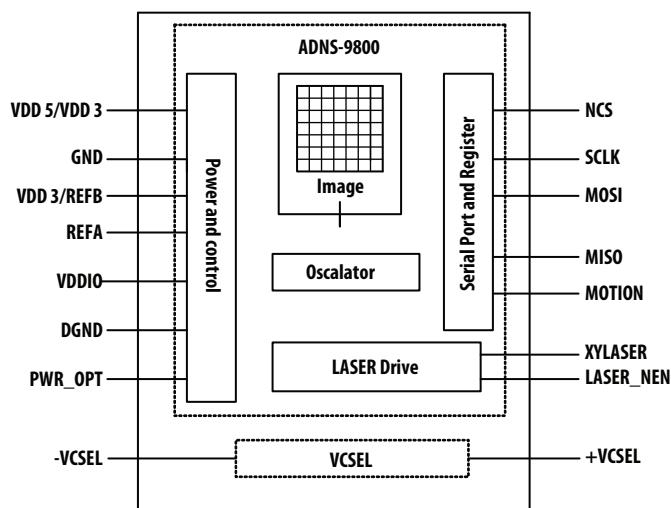 ADNS-9800
VDD 5/VDD 3
GND
VDD 3/REFB
REFA
VDDIO
DGND
PWR_OPT
-VCSEL
Power and control
Image
Oscalator
LASER Drive
VCSEL
Serial Port and Register
NCS
SCLK
MOSI
MISO
MOTION
XYLASER
LASER_NEN
+VCSEL